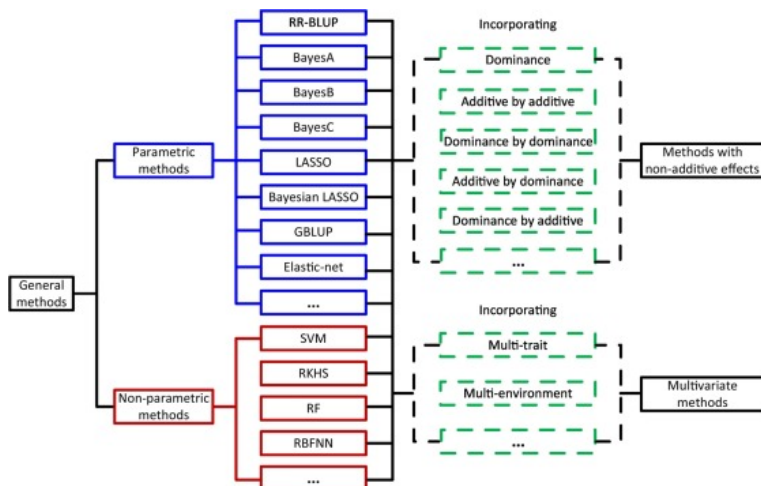 General
methods
Parametric
methods
Non-parametric
methods
RR-BLUP
BayesA
BayesB
BayesC
LASSO
Bayesian LASSO
GBLUP
Elastic-net
...
SVM
RKHS
RF
RBFNN
...
Incorporating
Dominance
Additive by additive
Dominance by dominance
Additive by dominance
Dominance by additive
...
Methods with
non-additive effects
Incorporating
Multi-trait
Multi-environment
...
Multivariate
methods